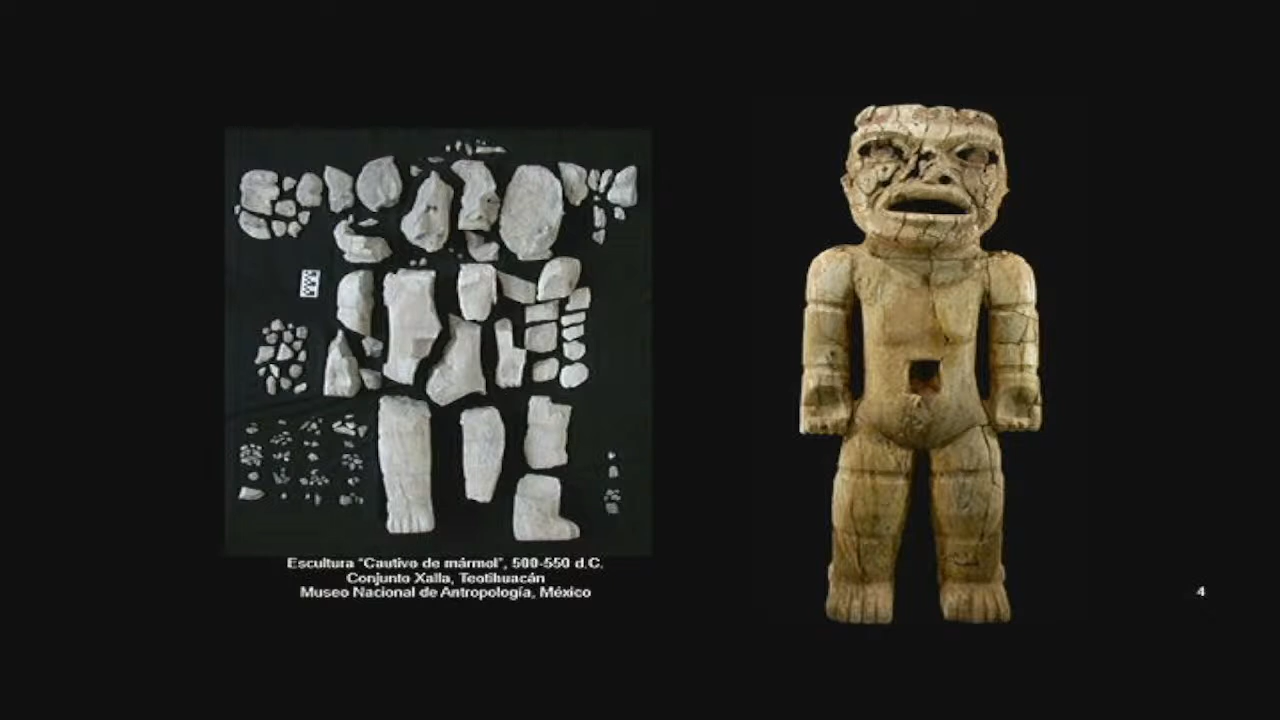 Escultura "Cautivo de mármol", 500-550 d.C.
Conjunto Xalla, Teotihuacán
Museo Nacional de Antropología, México
4